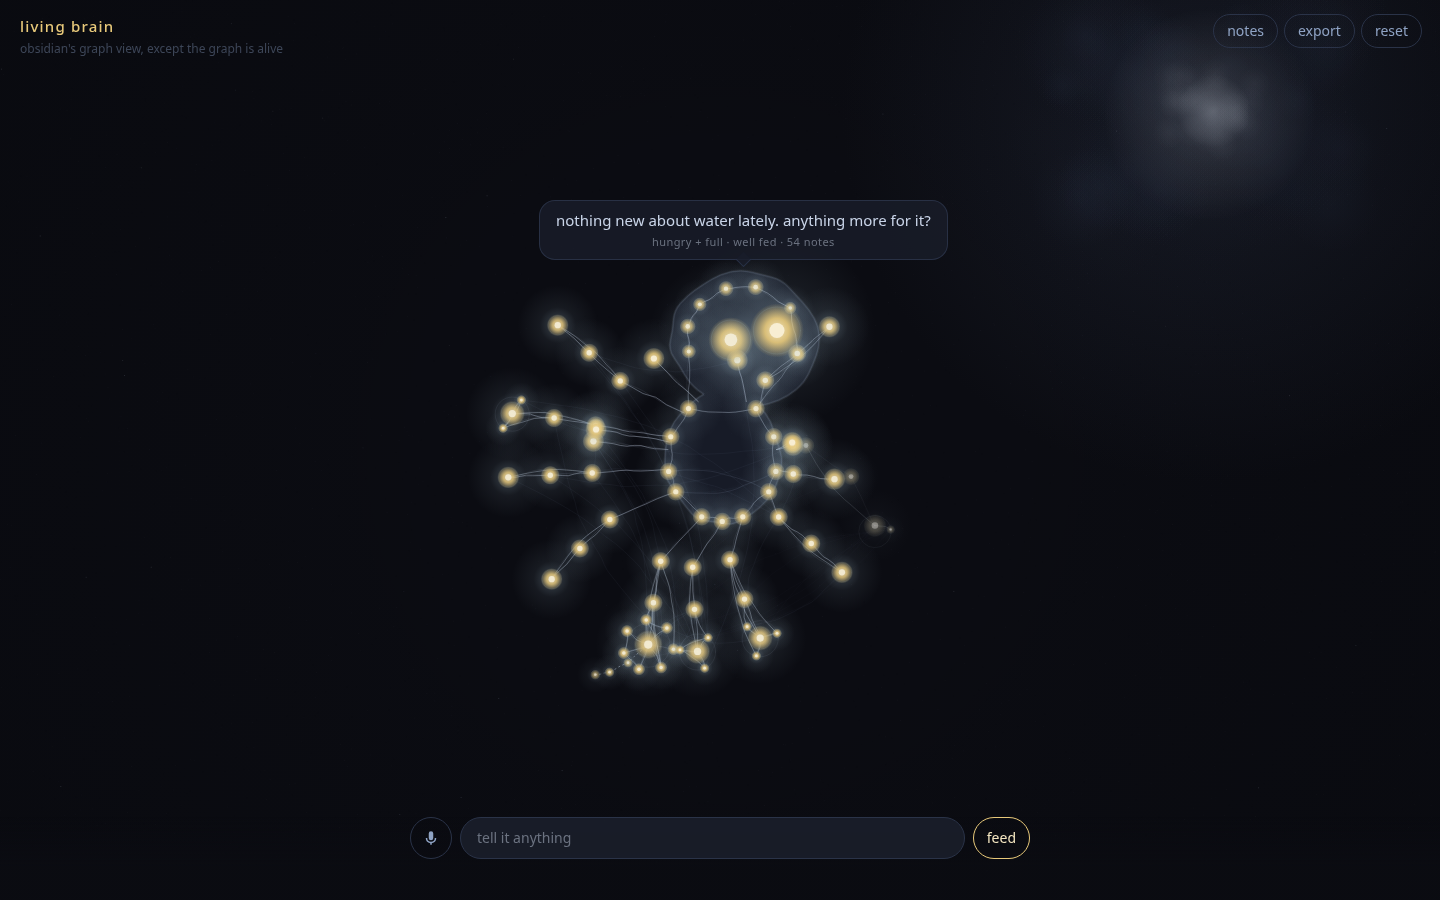 living brain
obsidian's graph view, except the graph is alive
notes
export
reset
nothing new about water lately. anything more for it?
hungry + full · well fed · 54 notes
tell it anything
feed